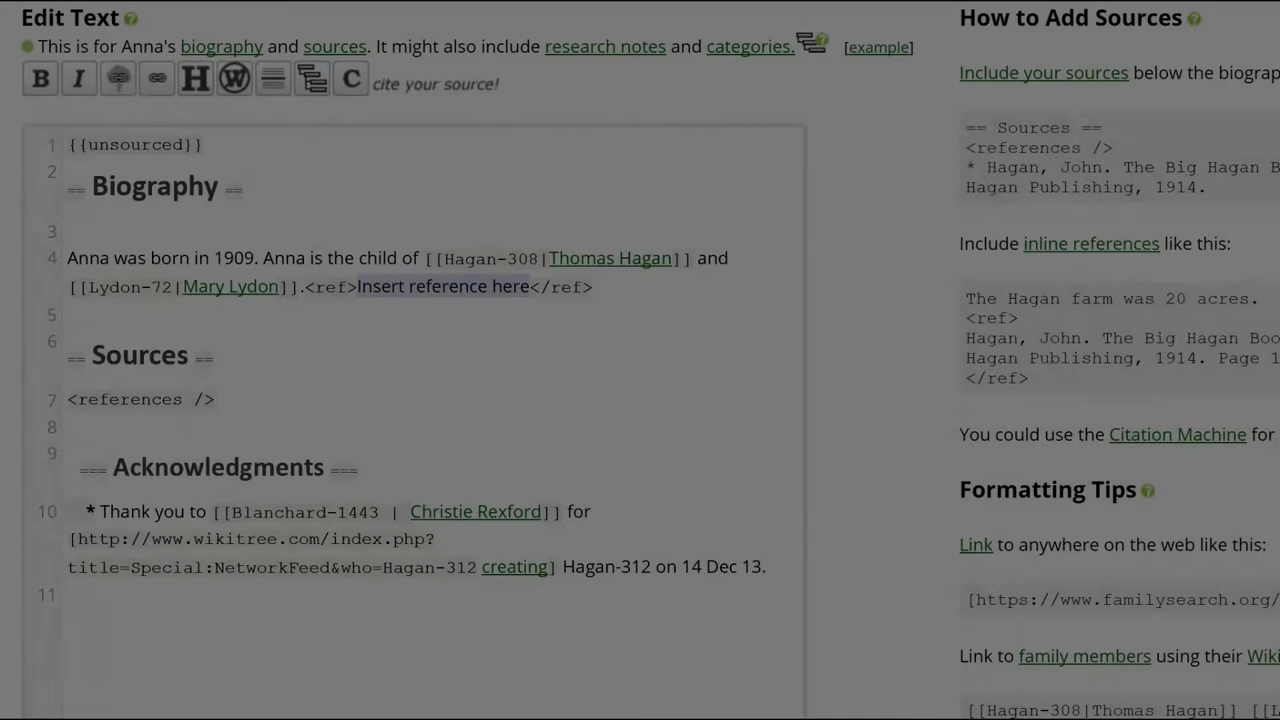 Edit Text
This is for Anna's biography and sources. It might also include research notes and categories. [example]
B I H W C cite your source!
1 {{unsourced}}
2 == Biography ==
3
4 Anna was born in 1909. Anna is the child of [[Hagan-308|Thomas Hagan]] and
[[Lydon-72|Mary Lydon]].<ref>Insert reference here</ref>
5
6 == Sources ==
7 <references />
8
9 === Acknowledgments ===
10 * Thank you to [[Blanchard-1443 | Christie Rexford]] for
[http://www.wikitree.com/index.php?
title=Special:NetworkFeed&who=Hagan-312 creating] Hagan-312 on 14 Dec 13.
11
How to Add Sources
Include your sources below the biograp
== Sources ==
<references />
* Hagan, John. The Big Hagan B
Hagan Publishing, 1914.
Include inline references like this:
The Hagan farm was 20 acres.
<ref>
Hagan, John. The Big Hagan Boo
Hagan Publishing, 1914. Page 1
</ref>
You could use the Citation Machine for
Formatting Tips
Link to anywhere on the web like this:
[https://www.familysearch.org/
Link to family members using their Wiki
[[Hagan-308|Thomas Hagan]] [[L